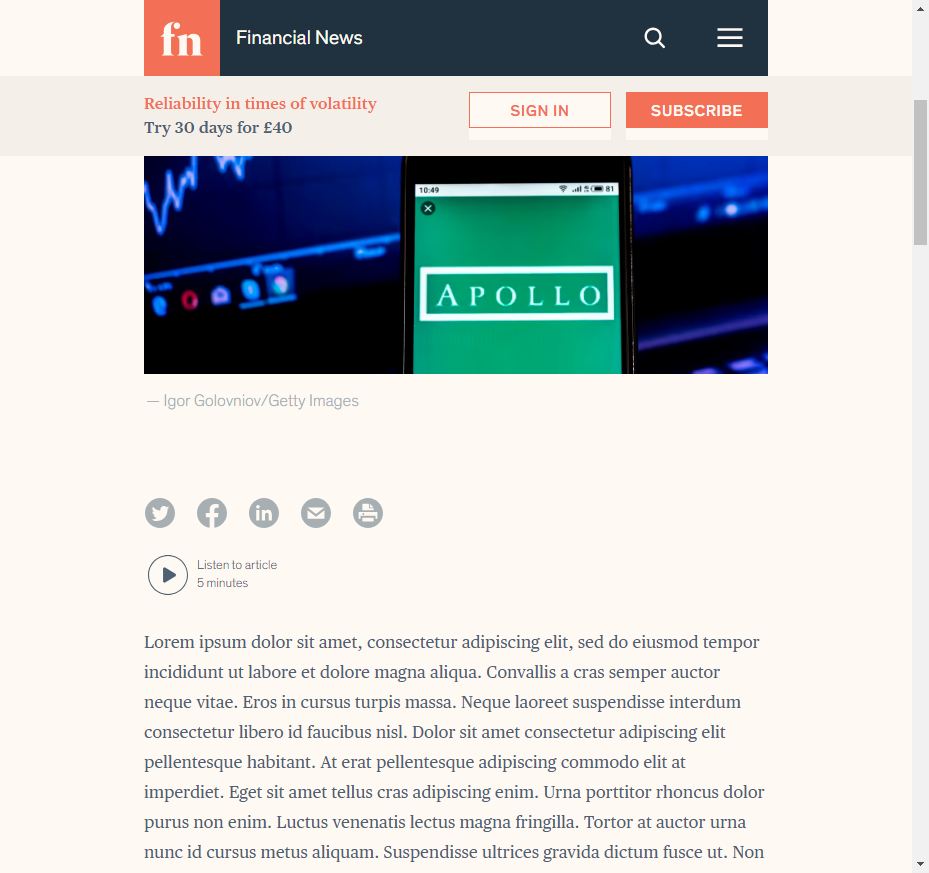 fn
Financial News
Reliability in times of volatility
Try 30 days for £40
SIGN IN
SUBSCRIBE
10:49
81
APOLLO
— Igor Golovniov/Getty Images
in
Listen to article
5 minutes
Lorem ipsum dolor sit amet, consectetur adipiscing elit, sed do eiusmod tempor
incididunt ut labore et dolore magna aliqua. Convallis a cras semper auctor
neque vitae. Eros in cursus turpis massa. Neque laoreet suspendisse interdum
consectetur libero id faucibus nisl. Dolor sit amet consectetur adipiscing elit
pellentesque habitant. At erat pellentesque adipiscing commodo elit at
imperdiet. Eget sit amet tellus cras adipiscing enim. Urna porttitor rhoncus dolor
purus non enim. Luctus venenatis lectus magna fringilla. Tortor at auctor urna
nunc id cursus metus aliquam. Suspendisse ultrices gravida dictum fusce ut. Non